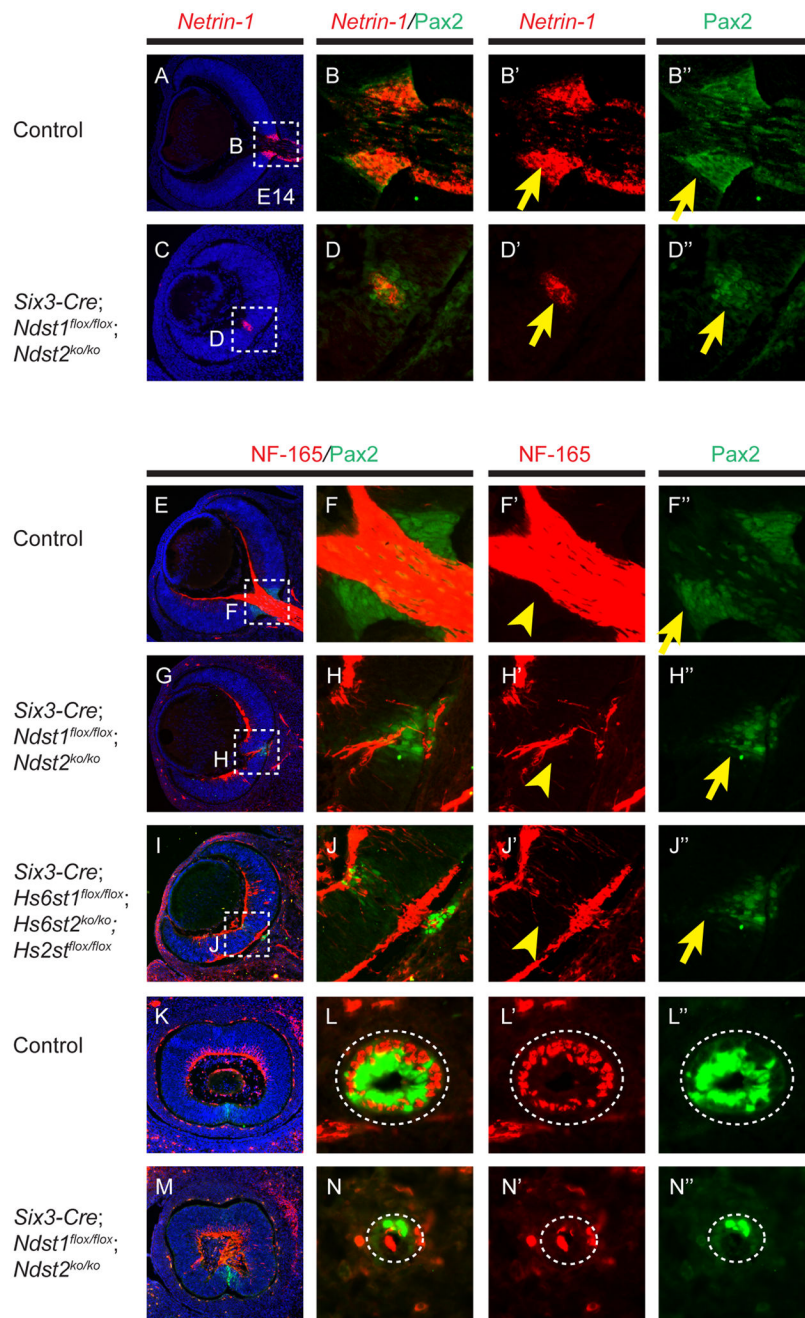 Netrin-1 Netrin-1/Pax2 Netrin-1 Pax2
Control
A B B' B''
B
E14
Six3-Cre;
Ndst1flox/flox;
Ndst2ko/ko
C D D' D''
D
NF-165/Pax2 NF-165 Pax2
Control
E F F' F''
F
Six3-Cre;
Ndst1flox/flox;
Ndst2ko/ko
G H H' H''
H
Six3-Cre;
Hs6st1flox/flox;
Hs6st2ko/ko;
Hs2stflox/flox
I J J' J''
J
Control
K L L' L''
Six3-Cre;
Ndst1flox/flox;
Ndst2ko/ko
M N N' N''